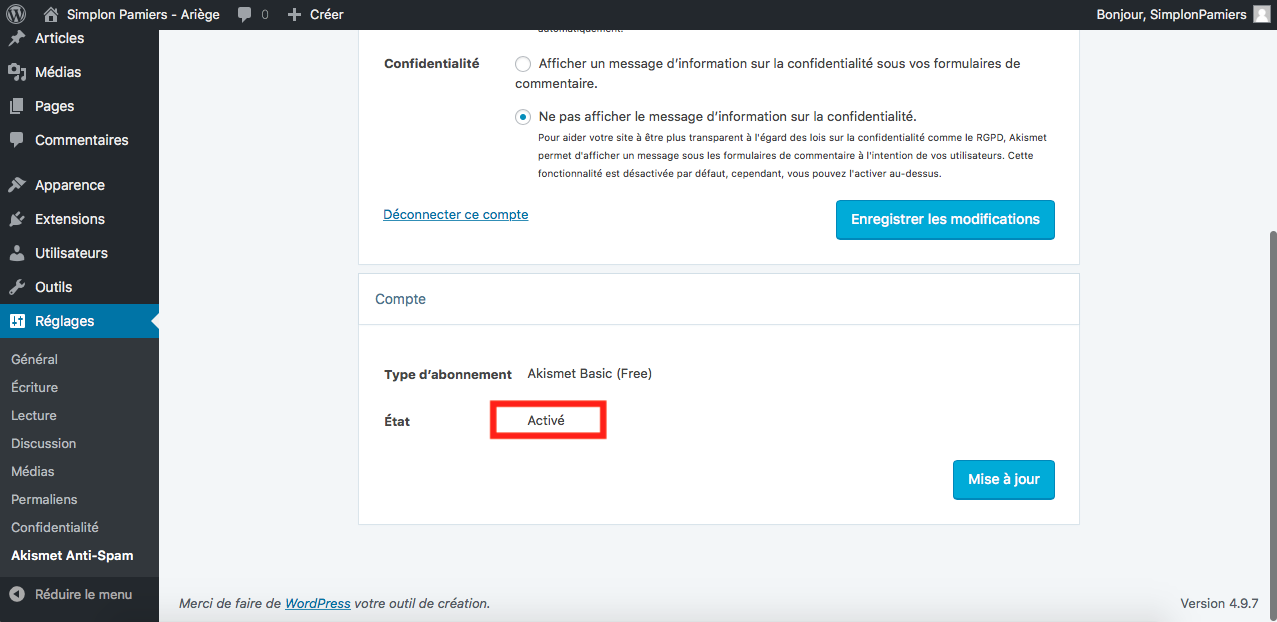 Simplon Pamiers - Ariège 0 Créer Bonjour, SimplonPamiers
Articles
Médias
Pages
Commentaires
Apparence
Extensions
Utilisateurs
Outils
Réglages
Général
Écriture
Lecture
Discussion
Médias
Permaliens
Confidentialité
Akismet Anti-Spam
Réduire le menu
automatiquement.
Confidentialité
Afficher un message d’information sur la confidentialité sous vos formulaires de
commentaire.
Ne pas afficher le message d’information sur la confidentialité.
Pour aider votre site à être plus transparent à l'égard des lois sur la confidentialité comme le RGPD, Akismet
permet d'afficher un message sous les formulaires de commentaire à l'intention de vos utilisateurs. Cette
fonctionnalité est désactivée par défaut, cependant, vous pouvez l'activer au-dessus.
Déconnecter ce compte
Enregistrer les modifications
Compte
Type d’abonnement Akismet Basic (Free)
État Activé
Mise à jour
Merci de faire de WordPress votre outil de création.
Version 4.9.7